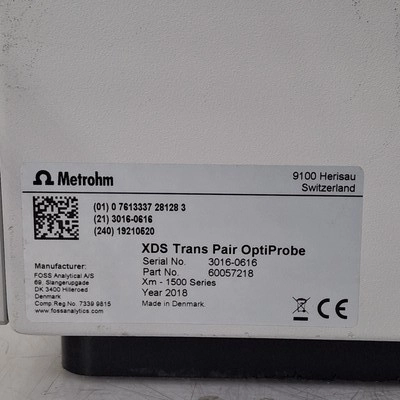 Metrohm
9100 Herisau
Switzerland
(01) 0 7613337 28128 3
(21) 3016-0616
(240) 19210520
XDS Trans Pair OptiProbe
Serial No. 3016-0616
Part No. 60057218
Xm - 1500 Series
Year 2018
Made in Denmark
Manufacturer:
FOSS Analytical A/S
69, Slangerupgade
DK 3400 Hilleroed
Denmark
Comp.Reg No. 7339 9815
www.fossanalytics.com
CE